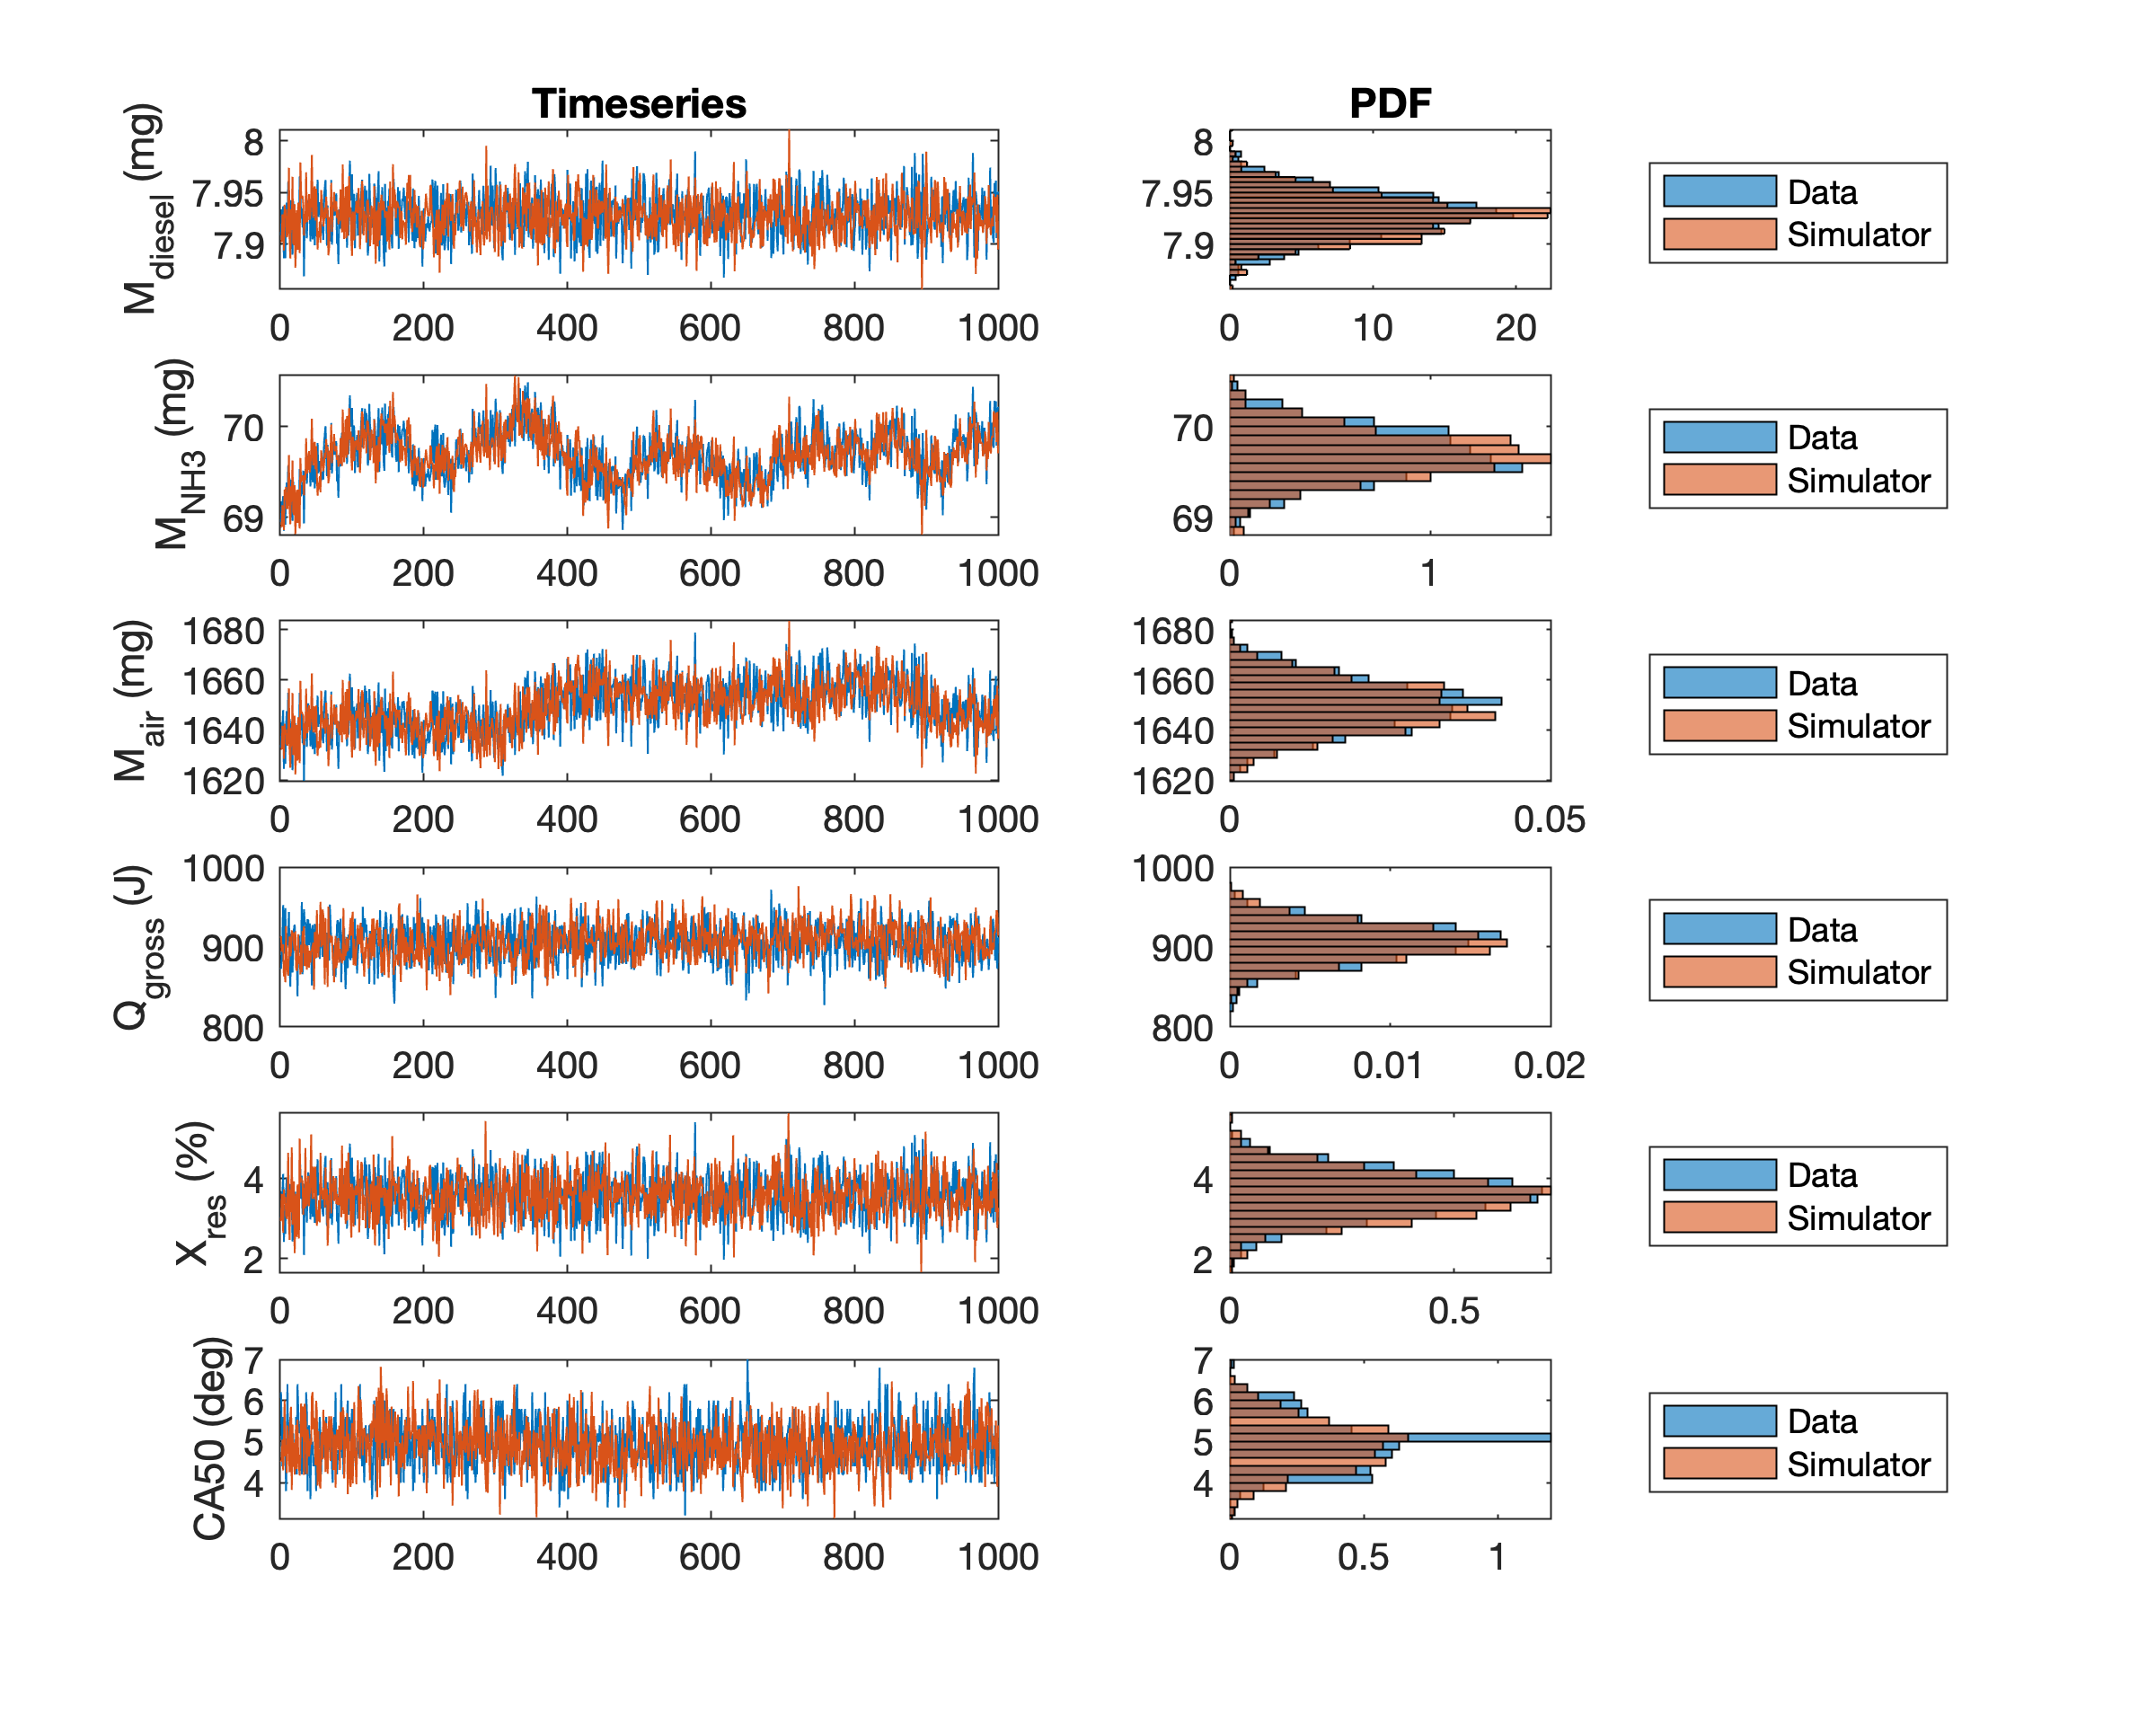 Timeseries PDF
M_diesel (mg)
8
7.95
7.9
0 200 400 600 800 1000
8
7.95
7.9
0 10 20
Data
Simulator
M_NH3 (mg)
70
69
0 200 400 600 800 1000
70
69
0 1
Data
Simulator
M_air (mg)
1680
1660
1640
1620
0 200 400 600 800 1000
1680
1660
1640
1620
0 0.05
Data
Simulator
Q_gross (J)
1000
900
800
0 200 400 600 800 1000
1000
900
800
0 0.01 0.02
Data
Simulator
X_res (%)
4
2
0 200 400 600 800 1000
4
2
0 0.5
Data
Simulator
CA50 (deg)
7
6
5
4
0 200 400 600 800 1000
7
6
5
4
0 0.5 1
Data
Simulator